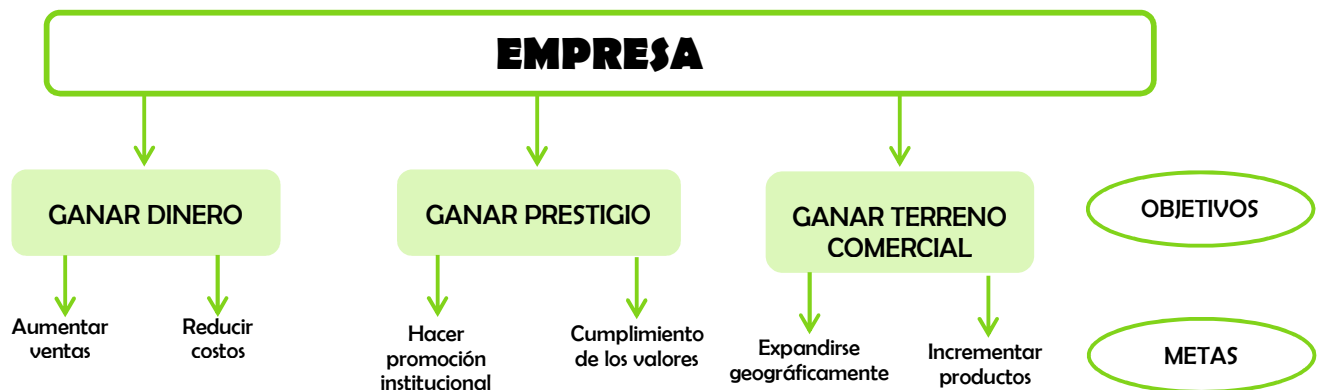 EMPRESA
GANAR DINERO
GANAR PRESTIGIO
GANAR TERRENO
COMERCIAL
OBJETIVOS
Aumentar
ventas
Reducir
costos
Hacer
promoción
institucional
Cumplimiento
de los valores
Expandirse
geográficamente
Incrementar
productos
METAS